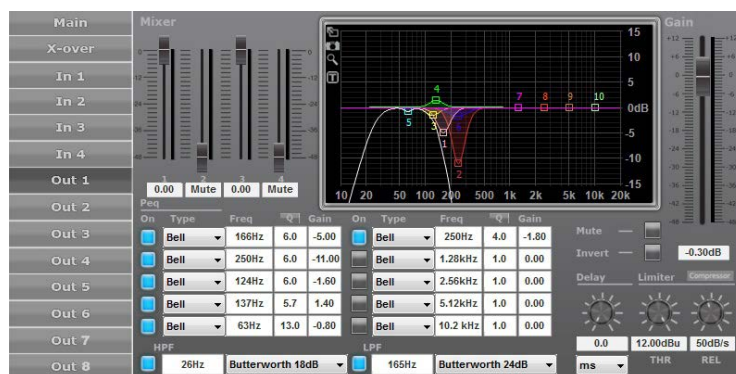 Main
X-over
In 1
In 2
In 3
In 4
Out 1
Out 2
Out 3
Out 4
Out 5
Out 6
Out 7
Out 8
Mixer
1 2 3 4
0.00 Mute 0.00 Mute
T
4
7 8 9 10
5 3 1 6 2
15
10
5
0dB
-5
-10
-15
10 20 50 100 200 500 1k 2k 5k 10k 20k
Gain
-0.30dB
Peq
On Type Freq Q Gain On Type Freq Q Gain
Bell 166Hz 6.0 -5.00 Bell 250Hz 4.0 -1.80
Bell 250Hz 6.0 -11.00 Bell 1.28kHz 1.0 0.00
Bell 124Hz 6.0 -1.60 Bell 2.56kHz 1.0 0.00
Bell 137Hz 5.7 1.40 Bell 5.12kHz 1.0 0.00
Bell 63Hz 13.0 -0.80 Bell 10.2 kHz 1.0 0.00
HPF LPF
26Hz Butterworth 18dB 165Hz Butterworth 24dB
Mute
Invert
Delay Limiter Compressor
0.0 12.00dBu 50dB/s
ms THR REL